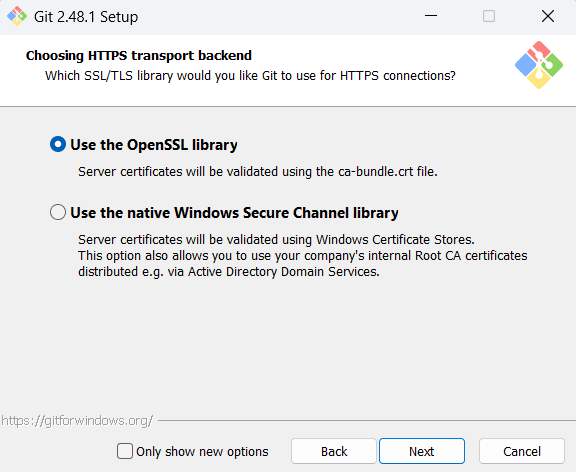 Git 2.48.1 Setup
Choosing HTTPS transport backend
Which SSL/TLS library would you like Git to use for HTTPS connections?
Use the OpenSSL library
Server certificates will be validated using the ca-bundle.crt file.
Use the native Windows Secure Channel library
Server certificates will be validated using Windows Certificate Stores.
This option also allows you to use your company's internal Root CA certificates
distributed e.g. via Active Directory Domain Services.
https://gitforwindows.org/
Only show new options
Back
Next
Cancel